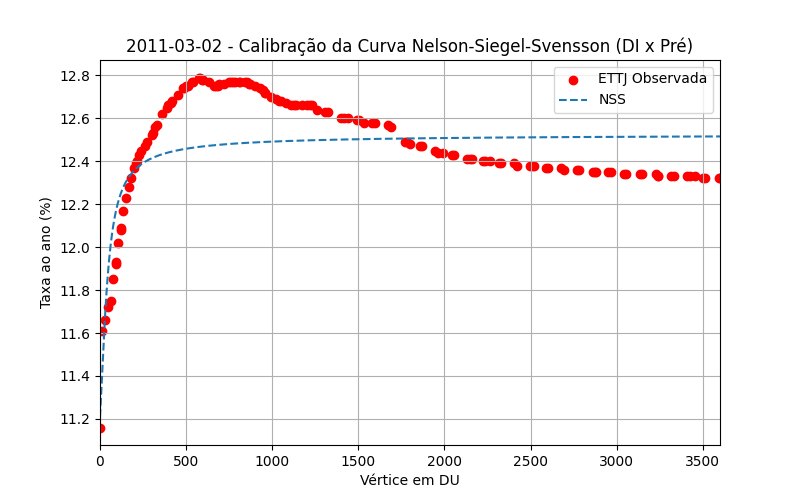 2011-03-02 - Calibração da Curva Nelson-Siegel-Svensson (DI x Pré)
ETTJ Observada
NSS
Taxa ao ano (%)
12.8
12.6
12.4
12.2
12.0
11.8
11.6
11.4
11.2
0 500 1000 1500 2000 2500 3000 3500
Vértice em DU